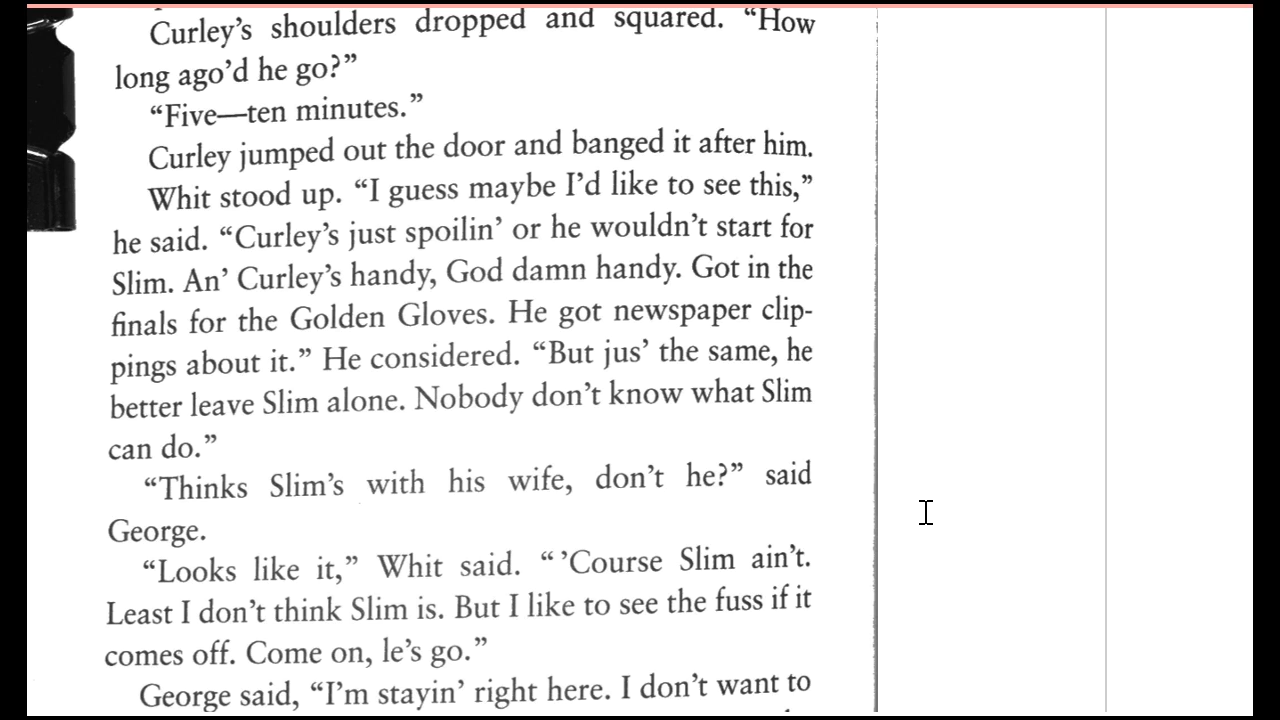 Curley’s shoulders dropped and squared. “How
long ago’d he go?”
“Five—ten minutes.”
Curley jumped out the door and banged it after him.
Whit stood up. “I guess maybe I’d like to see this,”
he said. “Curley’s just spoilin’ or he wouldn’t start for
Slim. An’ Curley’s handy, God damn handy. Got in the
finals for the Golden Gloves. He got newspaper clip-
pings about it.” He considered. “But jus’ the same, he
better leave Slim alone. Nobody don’t know what Slim
can do.”
“Thinks Slim’s with his wife, don’t he?” said
George.
“Looks like it,” Whit said. “ ’Course Slim ain’t.
Least I don’t think Slim is. But I like to see the fuss if it
comes off. Come on, le’s go.”
George said, “I’m stayin’ right here. I don’t want to